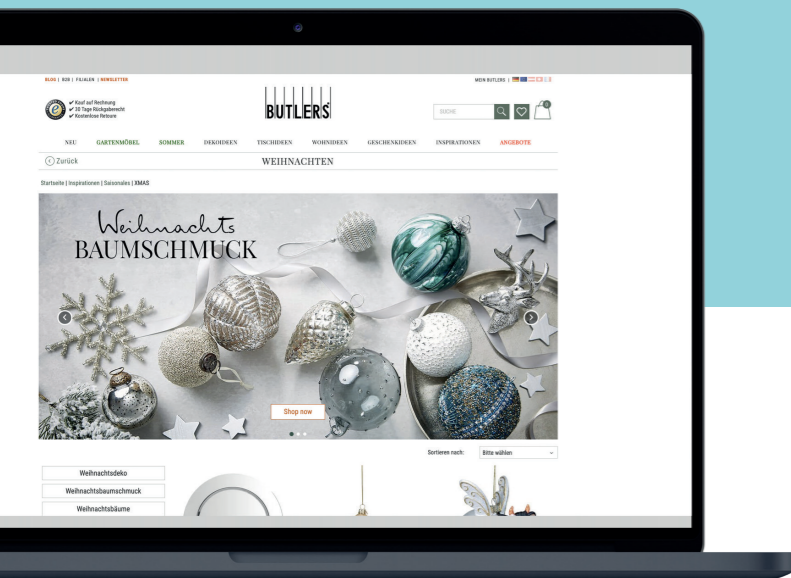 BLOG | B2B | FILIALEN | NEWSLETTER
MEIN BUTLERS |
✔ Kauf auf Rechnung
✔ 30 Tage Rückgaberecht
✔ Kostenlose Retoure
BUTLERS
SUCHE
0
NEU GARTENMÖBEL SOMMER DEKOIDEEN TISCHIDEEN WOHNIDEEN GESCHENKIDEEN INSPIRATIONEN ANGEBOTE
Zurück
WEIHNACHTEN
Startseite | Inspirationen | Saisonales | XMAS
Weihnachts
BAUMSCHMUCK
Shop now
Sortieren nach: Bitte wählen
Weihnachtsdeko
Weihnachtsbaumschmuck
Weihnachtsbäume